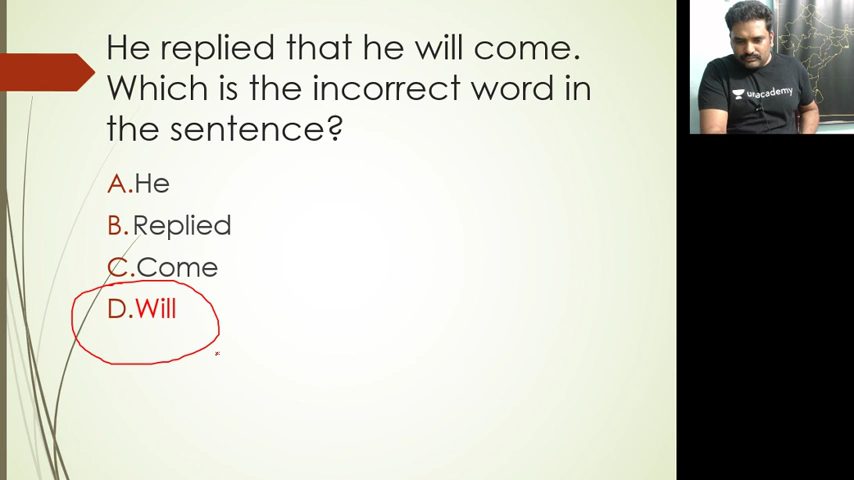 He replied that he will come.
Which is the incorrect word in
the sentence?
A.He
B.Replied
C.Come
D.Will
unacademy